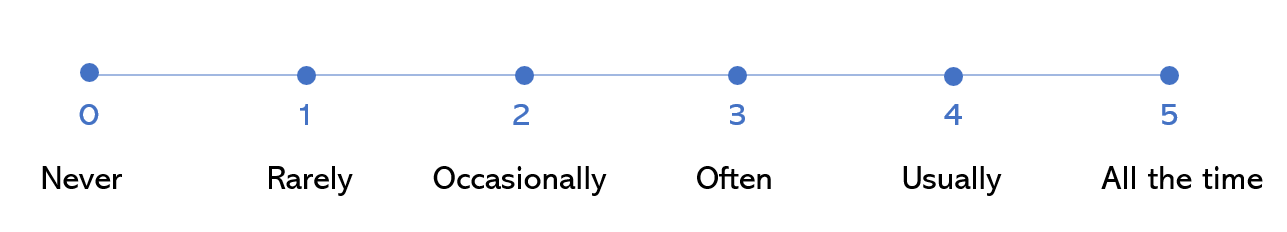 0 1 2 3 4 5
Never Rarely Occasionally Often Usually All the time